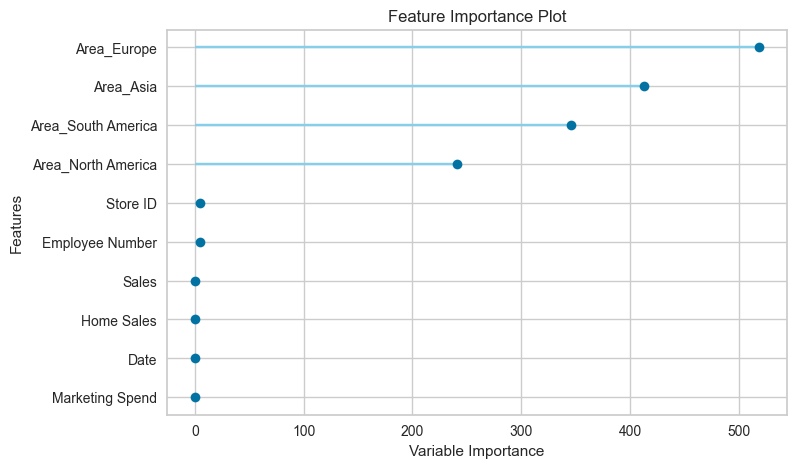 Feature Importance Plot
Features
Area_Europe
Area_Asia
Area_South America
Area_North America
Store ID
Employee Number
Sales
Home Sales
Date
Marketing Spend
0 100 200 300 400 500
Variable Importance